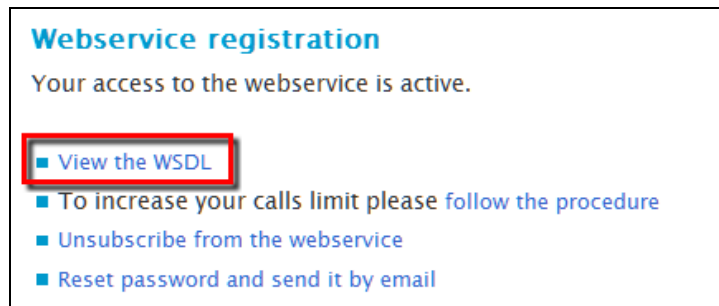 Webservice registration
Your access to the webservice is active.
View the WSDL
To increase your calls limit please follow the procedure
Unsubscribe from the webservice
Reset password and send it by email